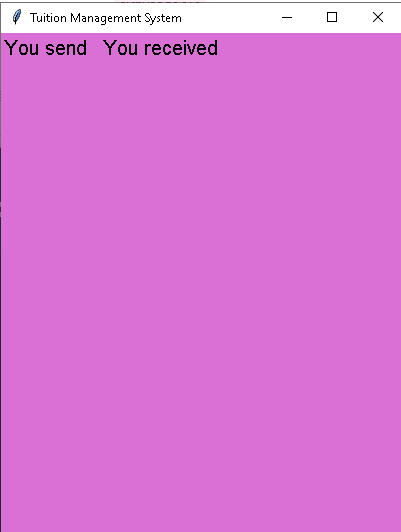 Tuition Management System
You send You received